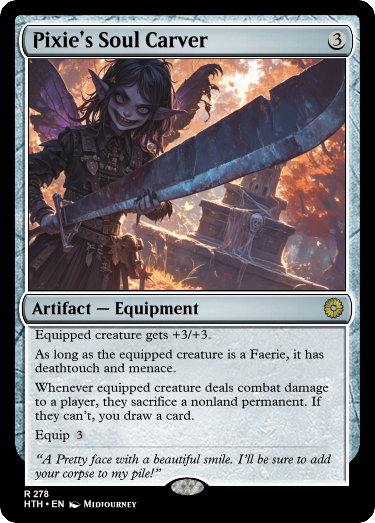 Pixie's Soul Carver 3
Artifact — Equipment
Equipped creature gets +3/+3.
As long as the equipped creature is a Faerie, it has
deathtouch and menace.
Whenever equipped creature deals combat damage
to a player, they sacrifice a nonland permanent. If
they can't, you draw a card.
Equip 3
“A Pretty face with a beautiful smile. I'll be sure to add
your corpse to my pile!”
R 278
HTH • EN Midjourney